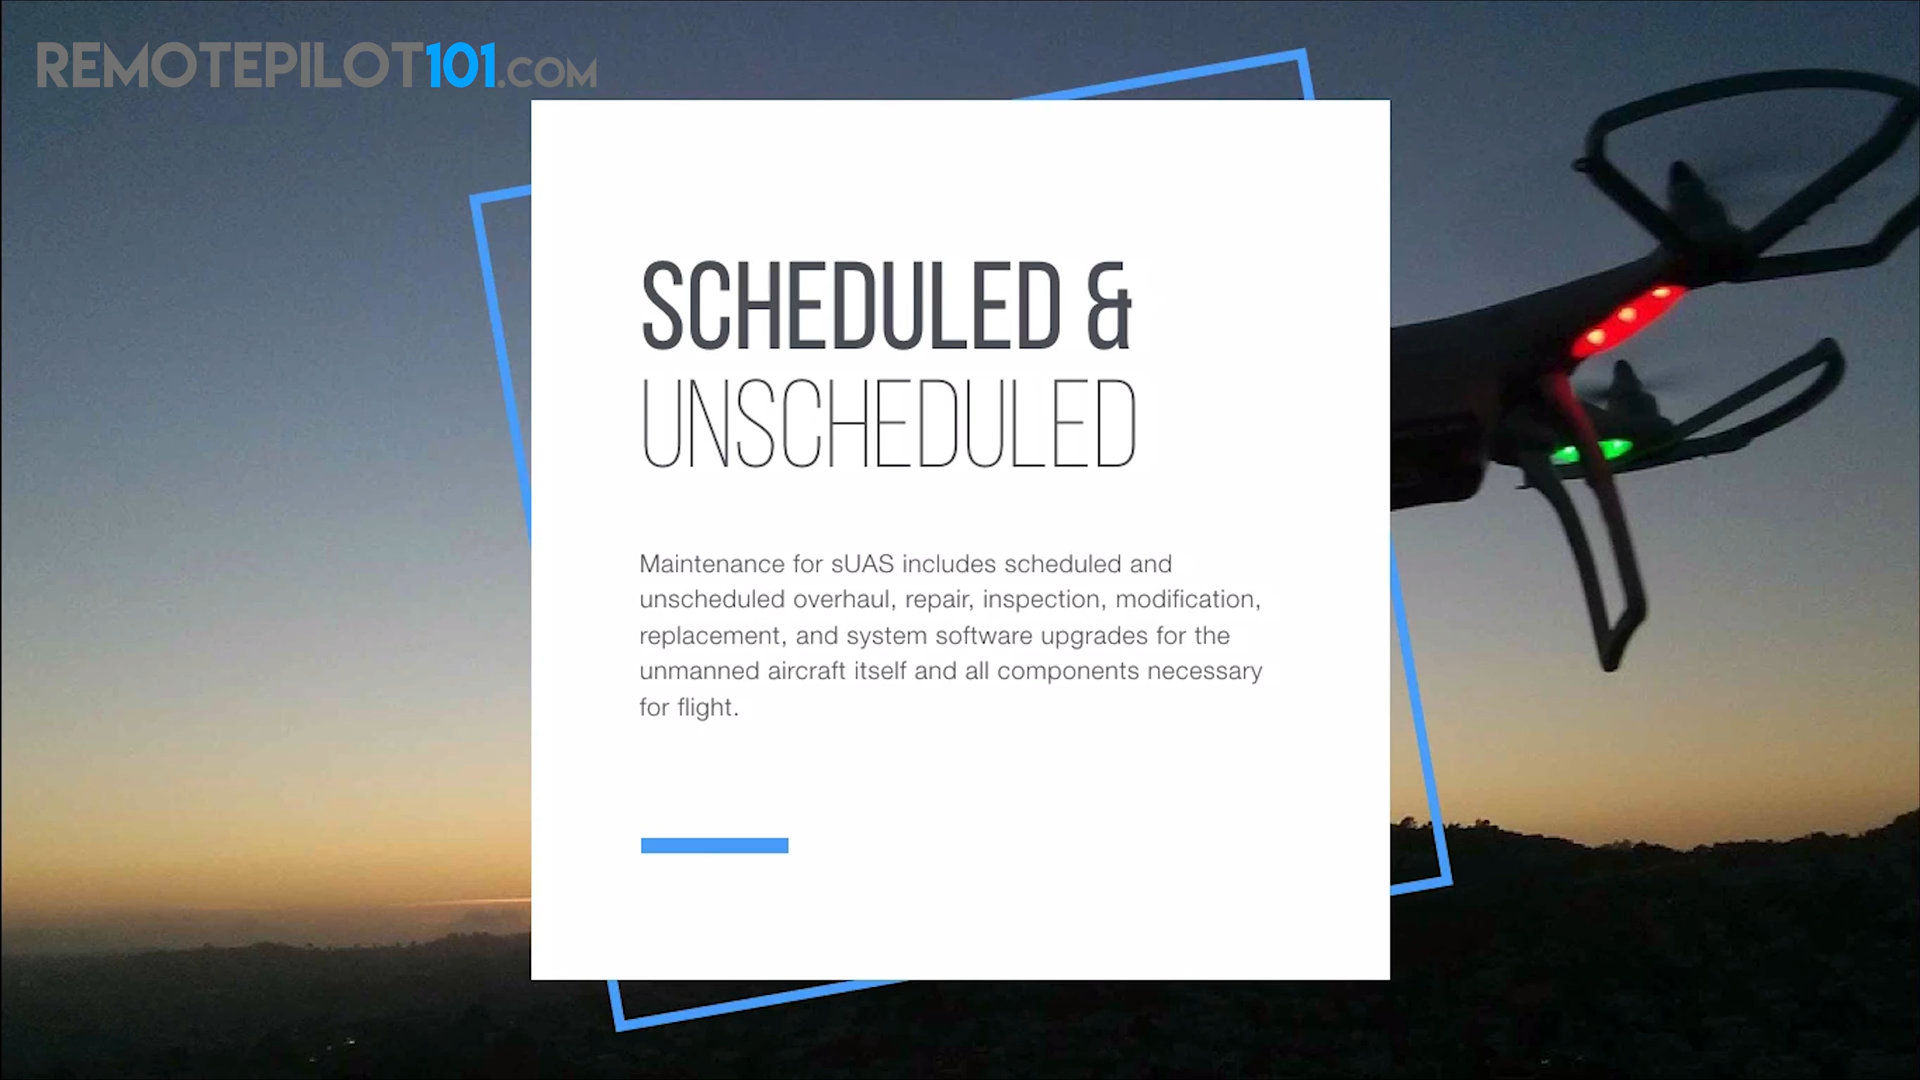 REMOTEPILOT101.COM
SCHEDULED &
UNSCHEDULED
Maintenance for sUAS includes scheduled and
unscheduled overhaul, repair, inspection, modification,
replacement, and system software upgrades for the
unmanned aircraft itself and all components necessary
for flight.